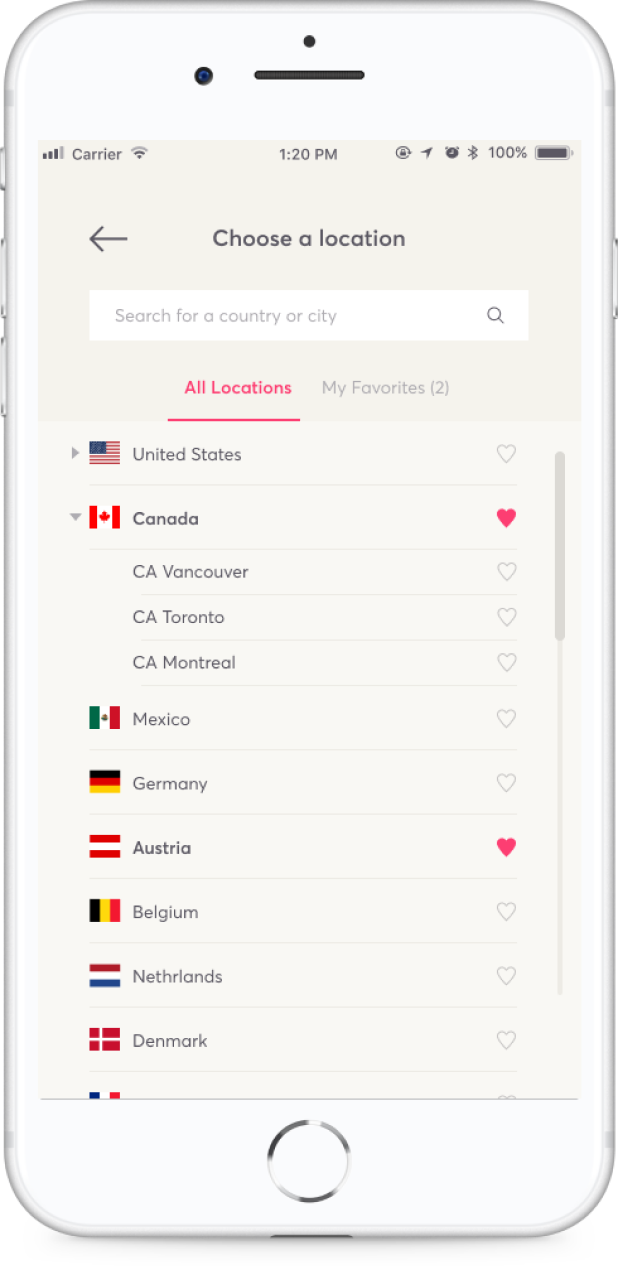 Carrier 1:20 PM 100%
Choose a location
Search for a country or city
All Locations My Favorites (2)
United States
Canada
CA Vancouver
CA Toronto
CA Montreal
Mexico
Germany
Austria
Belgium
Nethrlands
Denmark